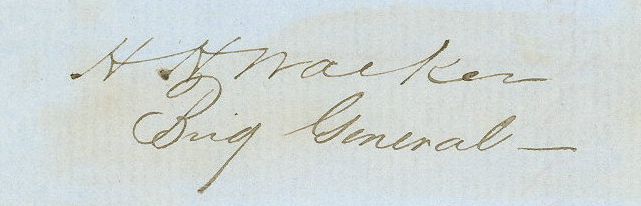 H H Walker
Brig General —